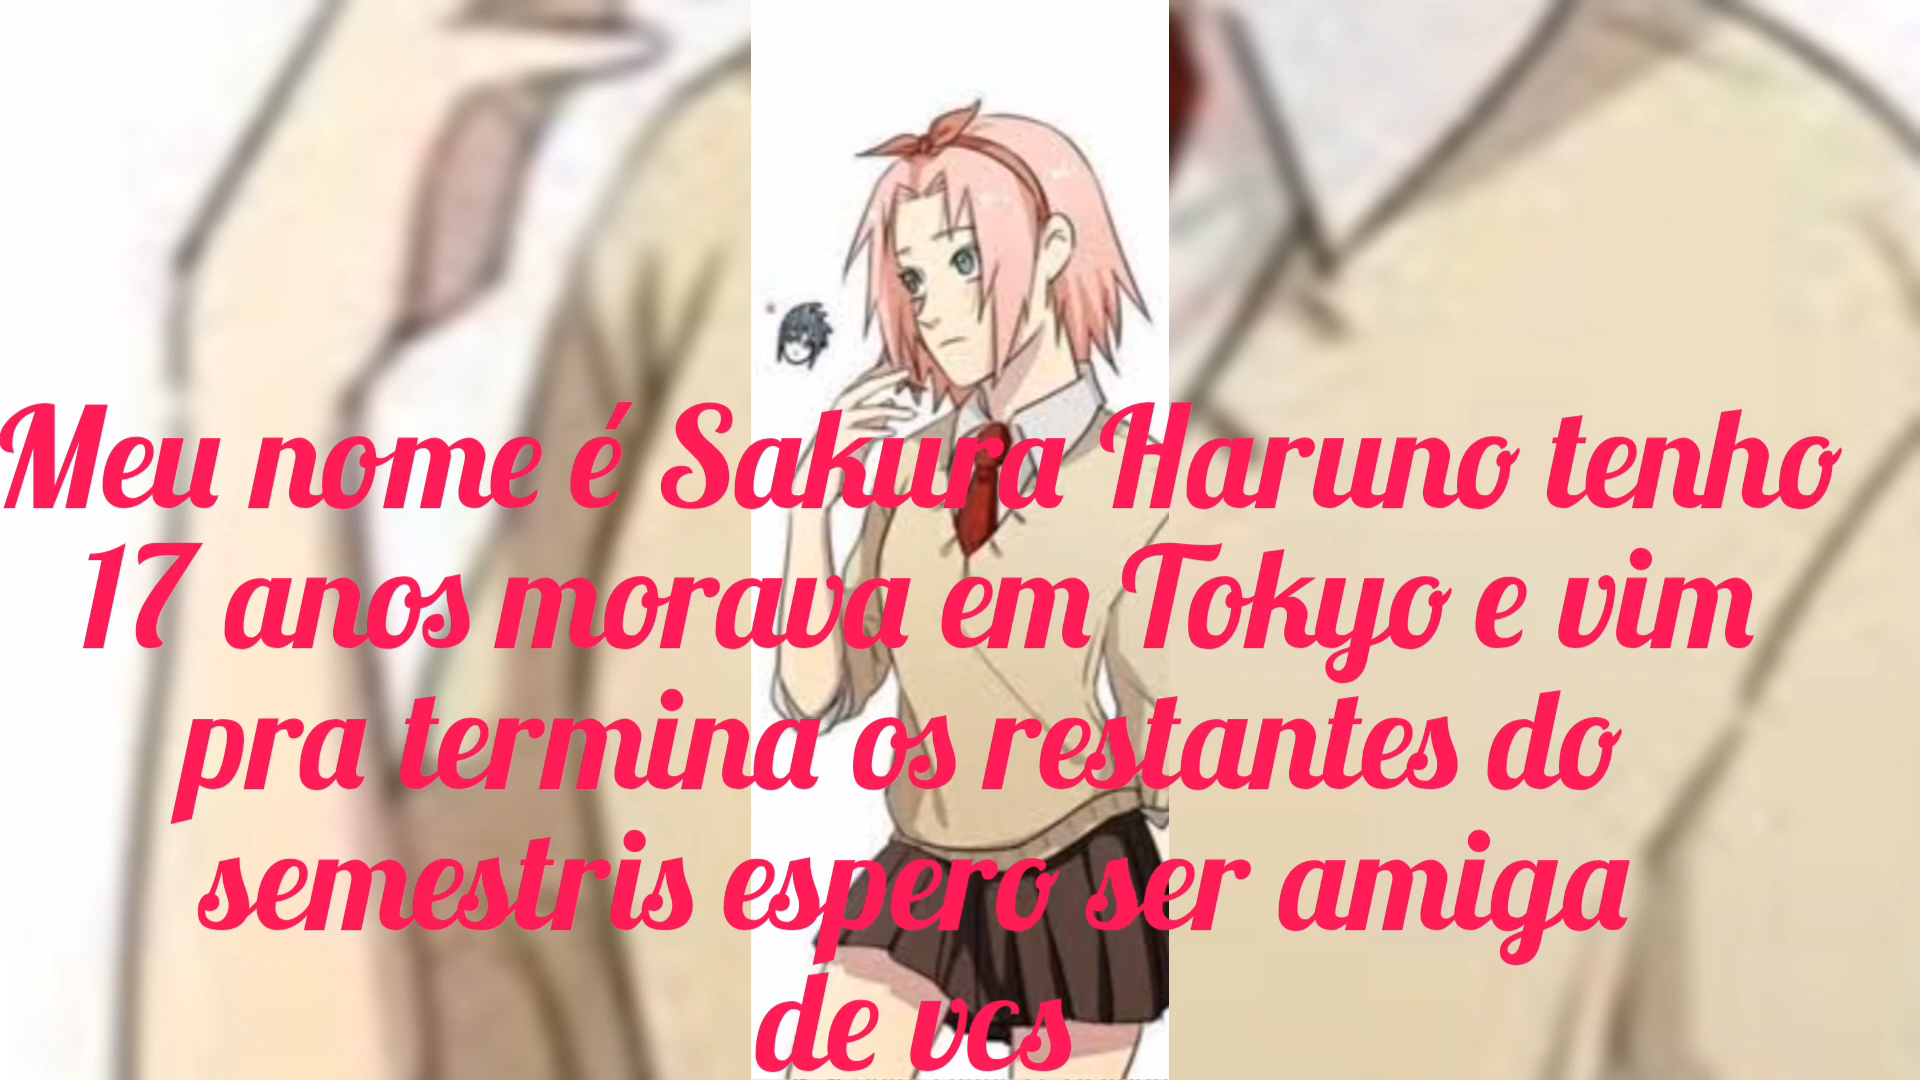 Meu nome é Sakura Haruno tenho
17 anos morava em Tokyo e vim
pra termina os restantes do
semestris espero ser amiga
de vcs